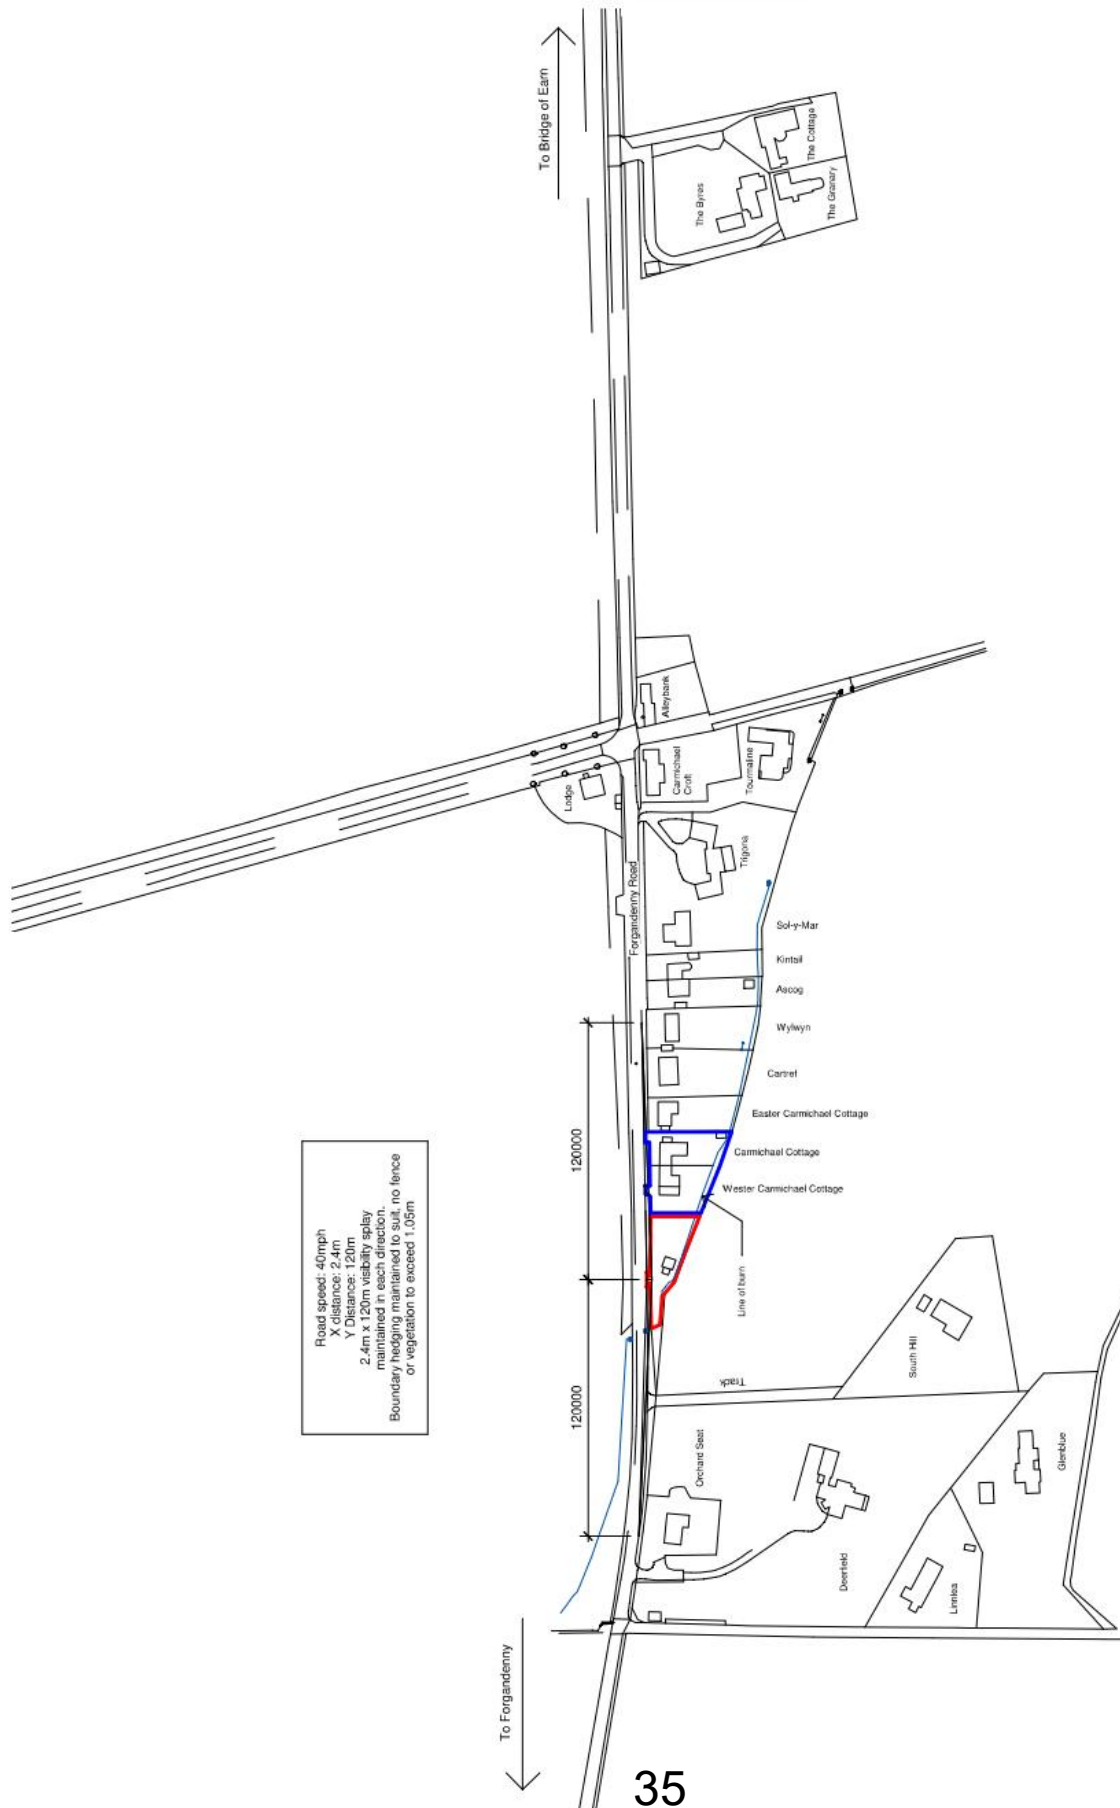 To Bridge of Earn
The Cottage
The Byres
The Granary
Alleybank
Lodge
Carmichael
Croft
Tourmaline
Trigona
Forgandenny Road
Sol-y-Mar
Kintail
Ascog
Wylwyn
Cartref
Easter Carmichael Cottage
Carmichael Cottage
Wester Carmichael Cottage
120000
Line of burn
Road speed: 40mph
X distance: 2.4m
Y Distance: 120m
2.4m x 120m visibility splay
maintained in each direction.
Boundary hedging maintained to suit, no fence
or vegetation to exceed 1.05m
120000
Track
South Hill
Orchard Seat
Glenblue
Deerfield
Linnlea
To Forgandenny
35